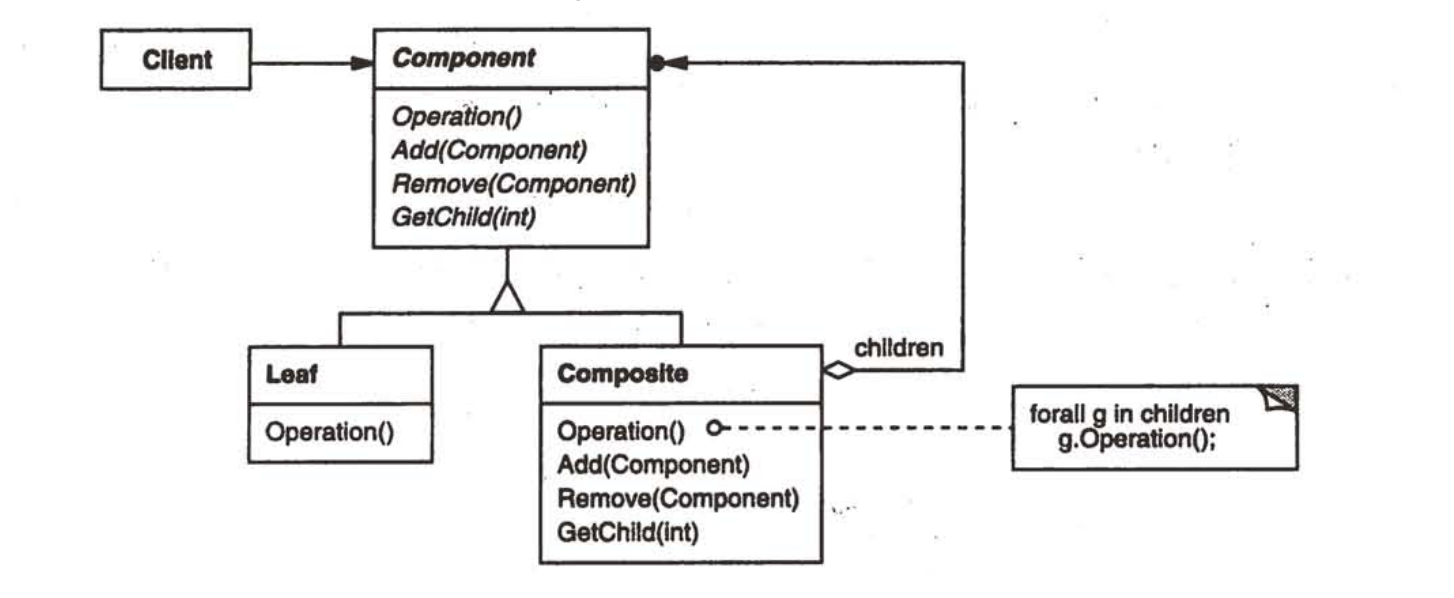 Client
Component
Operation()
Add(Component)
Remove(Component)
GetChild(int)
Leaf
Operation()
Composite
Operation()
Add(Component)
Remove(Component)
GetChild(int)
children
forall g in children
g.Operation();